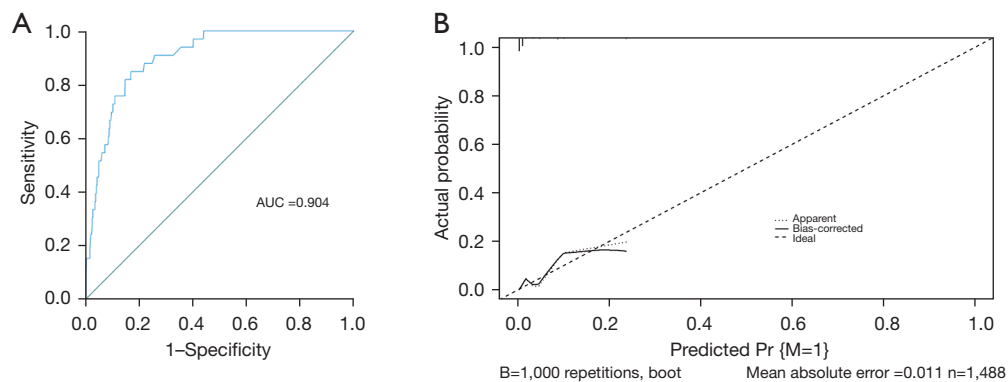 A
1.0
0.8
0.6
0.4
0.2
0.0
Sensitivity
AUC =0.904
0.0 0.2 0.4 0.6 0.8 1.0
1–Specificity
B
1.0
0.8
0.6
0.4
0.2
0.0
Actual probability
Apparent
Bias-corrected
Ideal
0.0 0.2 0.4 0.6 0.8 1.0
Predicted Pr {M=1}
B=1,000 repetitions, boot Mean absolute error =0.011 n=1,488